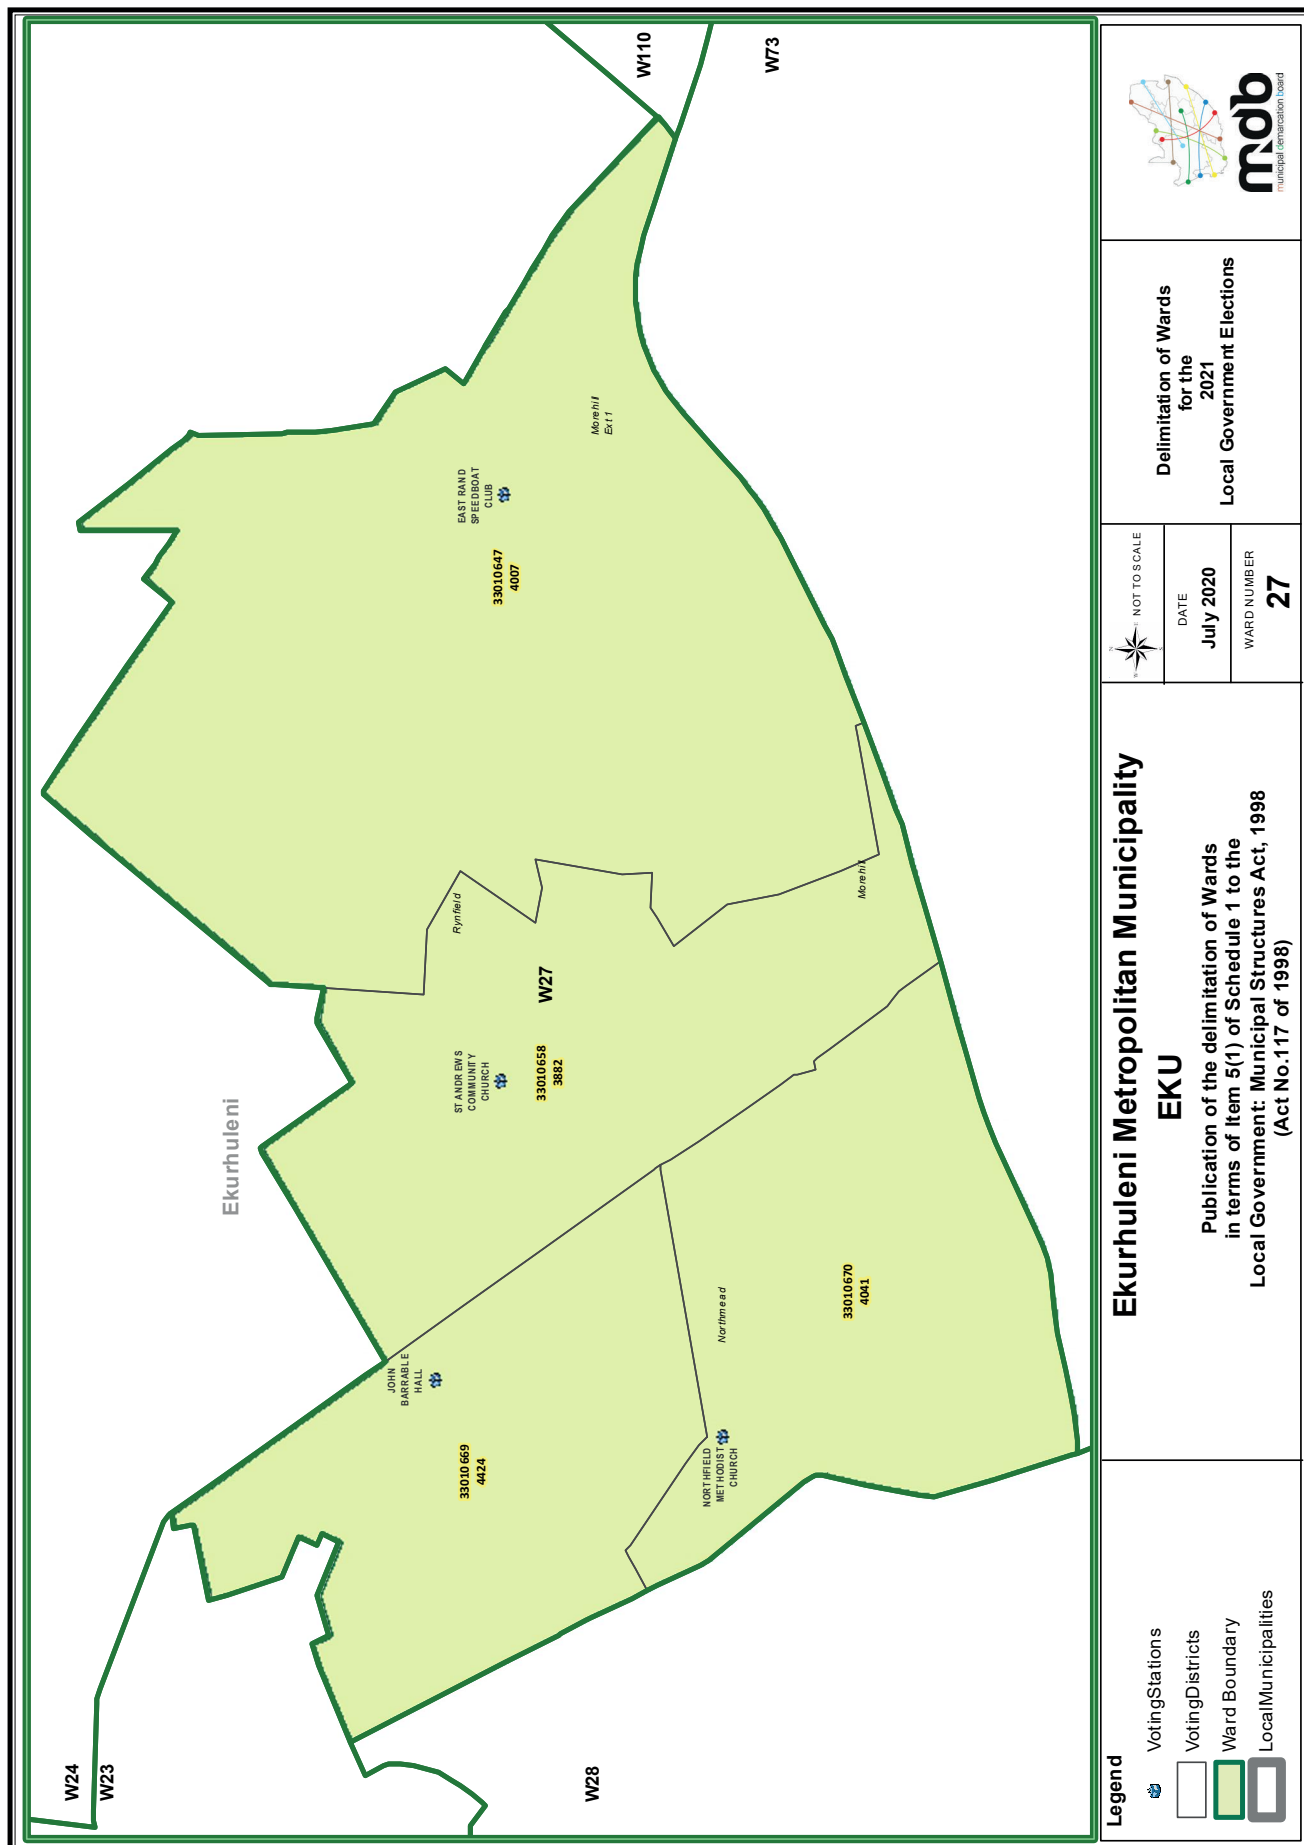 W24
W23
W28
W110
W73
Ekurhuleni
EAST RAND
SPEEDBOAT
CLUB
33010647
4007
Morehill
Ext 1
Rynfield
Morehill
W27
ST ANDREWS
COMMUNITY
CHURCH
33010658
3882
JOHN
BARRABLE
HALL
33010669
4424
Northmead
NORTHFIELD
METHODIST
CHURCH
33010670
4041
Legend
VotingStations
VotingDistricts
Ward Boundary
LocalMunicipalities
Ekurhuleni Metropolitan Municipality
EKU
Publication of the delimitation of Wards
in terms of Item 5(1) of Schedule 1 to the
Local Government: Municipal Structures Act, 1998
(Act No.117 of 1998)
N
W
E
S
NOT TO SCALE
DATE
July 2020
WARD NUMBER
27
Delimitation of Wards
for the
2021
Local Government Elections
mdb
municipal demarcation board